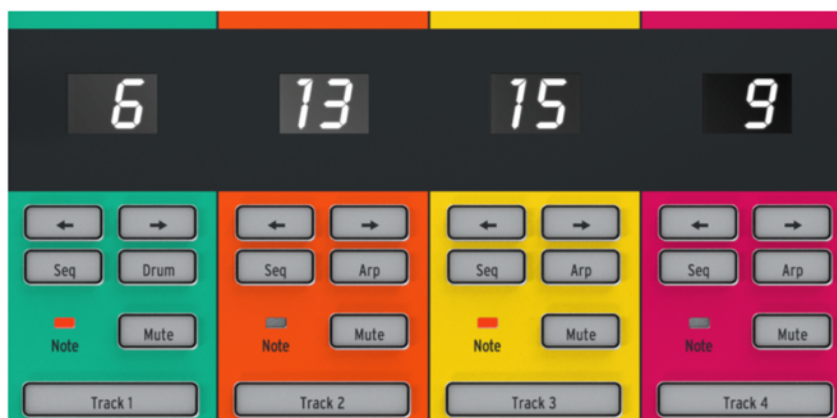 6 13 15 9
← → ← → ← → ← →
Seq Drum Seq Arp Seq Arp Seq Arp
Mute Mute Mute Mute
Note Note Note Note
Track 1 Track 2 Track 3 Track 4